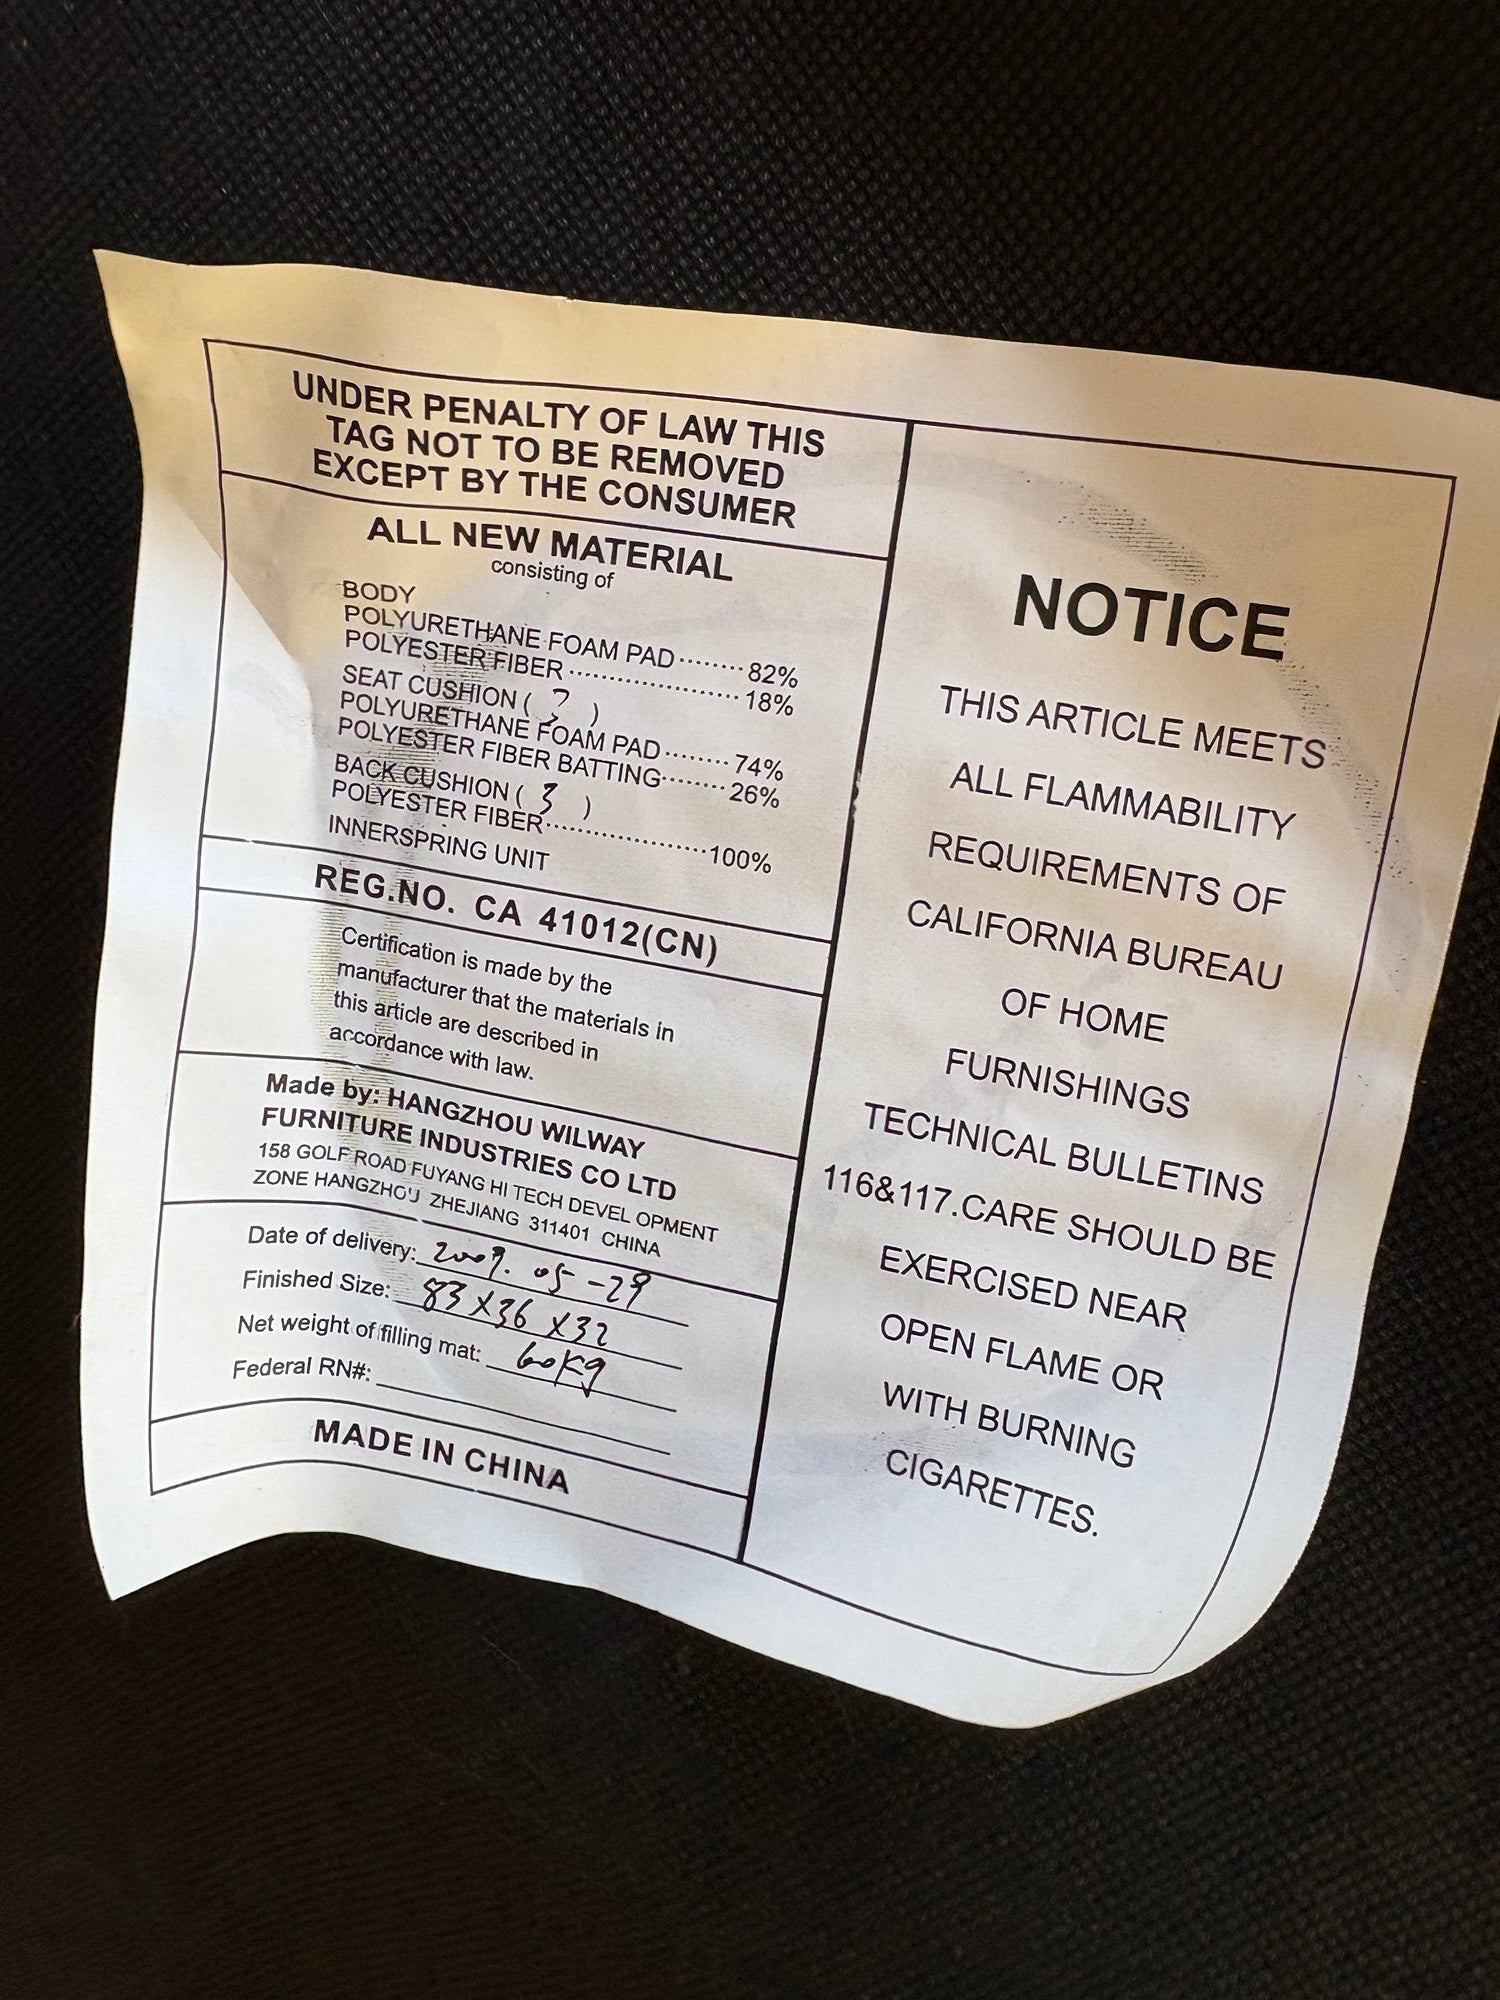 UNDER PENALTY OF LAW THIS
TAG NOT TO BE REMOVED
EXCEPT BY THE CONSUMER
ALL NEW MATERIAL
consisting of
BODY
POLYURETHANE FOAM PAD........82%
POLYESTER FIBER......................18%
SEAT CUSHION ( 3 )
POLYURETHANE FOAM PAD........74%
POLYESTER FIBER BATTING.......26%
BACK CUSHION ( 3 )
POLYESTER FIBER.....................100%
INNERSPRING UNIT
REG.NO. CA 41012(CN)
Certification is made by the
manufacturer that the materials in
this article are described in
accordance with law.
Made by: HANGZHOU WILWAY
FURNITURE INDUSTRIES CO LTD
158 GOLF ROAD FUYANG HI TECH DEVEL OPMENT
ZONE HANGZHOU ZHEJIANG 311401 CHINA
Date of delivery: 2009. 05-29
Finished Size: 83 X 36 X 32
Net weight of filling mat: 60kg
Federal RN#:
MADE IN CHINA
NOTICE
THIS ARTICLE MEETS
ALL FLAMMABILITY
REQUIREMENTS OF
CALIFORNIA BUREAU
OF HOME
FURNISHINGS
TECHNICAL BULLETINS
116&117.CARE SHOULD BE
EXERCISED NEAR
OPEN FLAME OR
WITH BURNING
CIGARETTES.